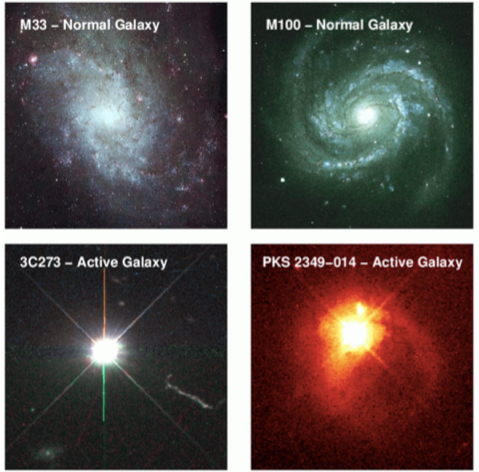 M33 – Normal Galaxy
M100 – Normal Galaxy
3C273 – Active Galaxy
PKS 2349–014 – Active Galaxy